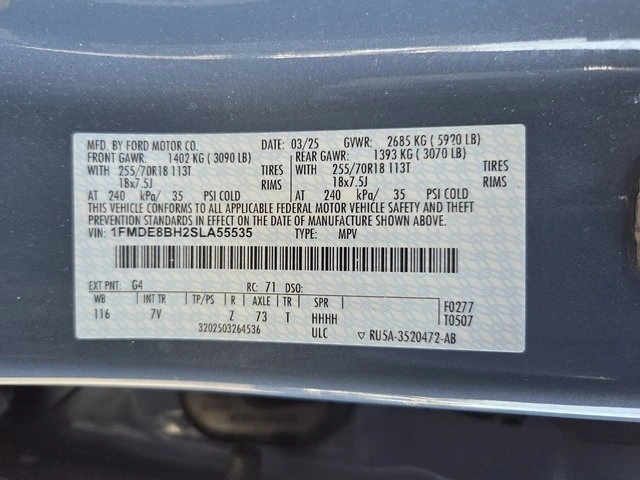 MFD. BY FORD MOTOR CO. DATE: 03/25 GVWR: 2685 KG ( 5920 LB)
FRONT GAWR: 1402 KG ( 3090 LB) REAR GAWR: 1393 KG ( 3070 LB)
WITH 255/70R18 113T TIRES WITH 255/70R18 113T TIRES
18x7.5J RIMS 18x7.5J RIMS
AT 240 kPa/ 35 PSI COLD AT 240 kPa/ 35 PSI COLD
THIS VEHICLE CONFORMS TO ALL APPLICABLE FEDERAL MOTOR VEHICLE SAFETY AND THEFT
PREVENTION STANDARDS IN EFFECT ON THE DATE OF MANUFACTURE SHOWN ABOVE.
VIN: 1FMDE8BH2SLA55535 TYPE: MPV
EXT PNT: G4 RC: 71 DSO:
WB INT TR TP/PS R AXLE TR SPR F0277
116 7V Z 73 T HHHH T0507
3202503264536 ULC ▽ RU5A-3520472-AB